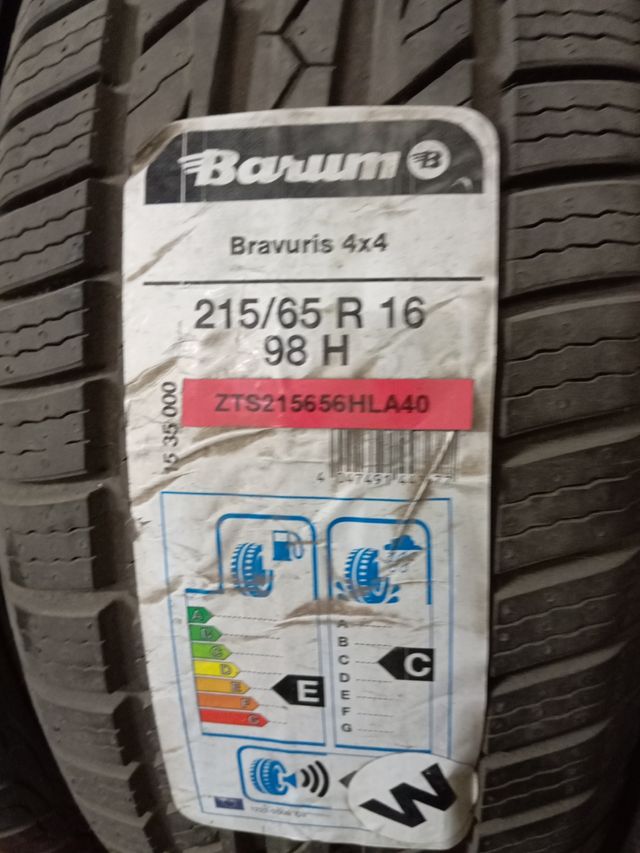 Barum B
Bravuris 4x4
215/65 R 16
98 H
ZTS215656HLA40
15 35 000
A
B
C
D
E
F
G
E
A
B
C
D
E
F
G
C
W